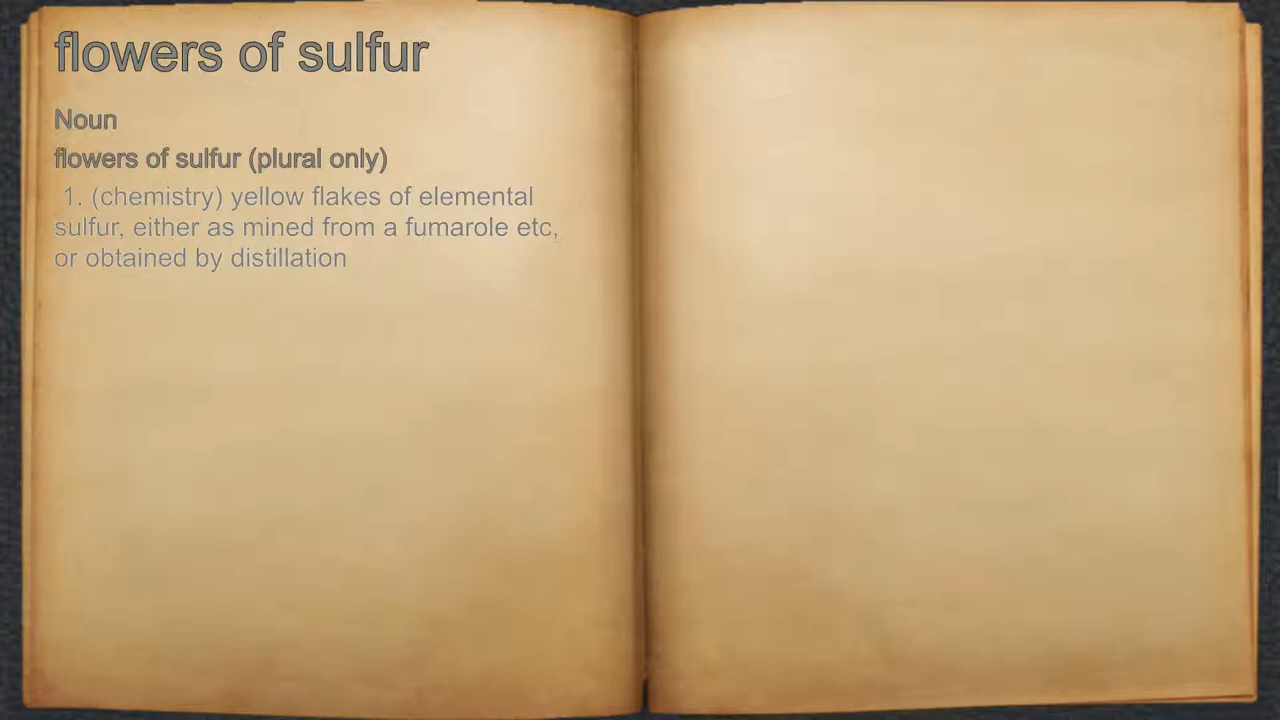 flowers of sulfur
Noun
flowers of sulfur (plural only)
1. (chemistry) yellow flakes of elemental
sulfur, either as mined from a fumarole etc,
or obtained by distillation